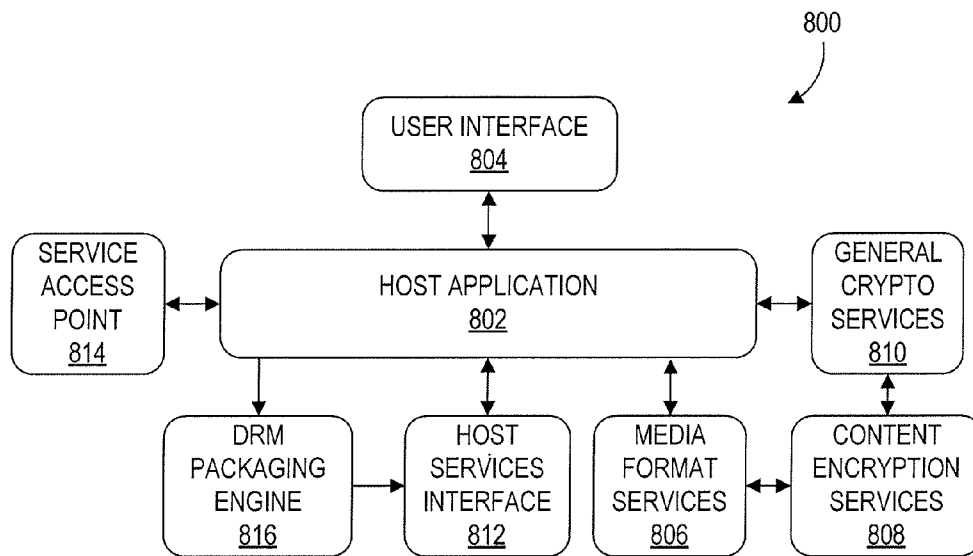 800
USER INTERFACE
804
SERVICE
ACCESS
POINT
814
HOST APPLICATION
802
GENERAL
CRYPTO
SERVICES
810
DRM
PACKAGING
ENGINE
816
HOST
SERVICES
INTERFACE
812
MEDIA
FORMAT
SERVICES
806
CONTENT
ENCRYPTION
SERVICES
808